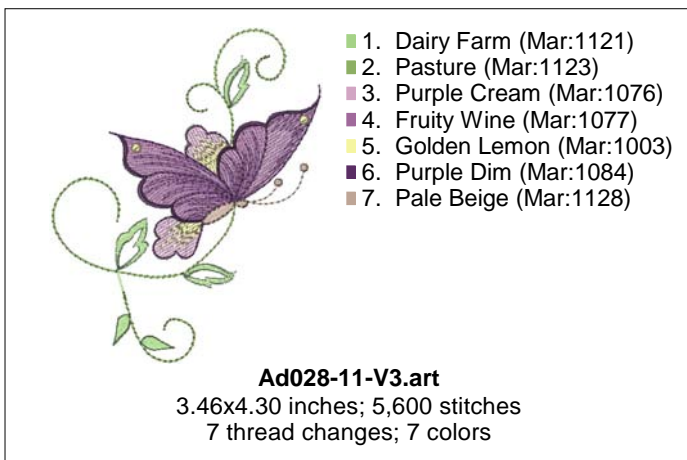 1. Dairy Farm (Mar:1121)
2. Pasture (Mar:1123)
3. Purple Cream (Mar:1076)
4. Fruity Wine (Mar:1077)
5. Golden Lemon (Mar:1003)
6. Purple Dim (Mar:1084)
7. Pale Beige (Mar:1128)
Ad028-11-V3.art
3.46x4.30 inches; 5,600 stitches
7 thread changes; 7 colors